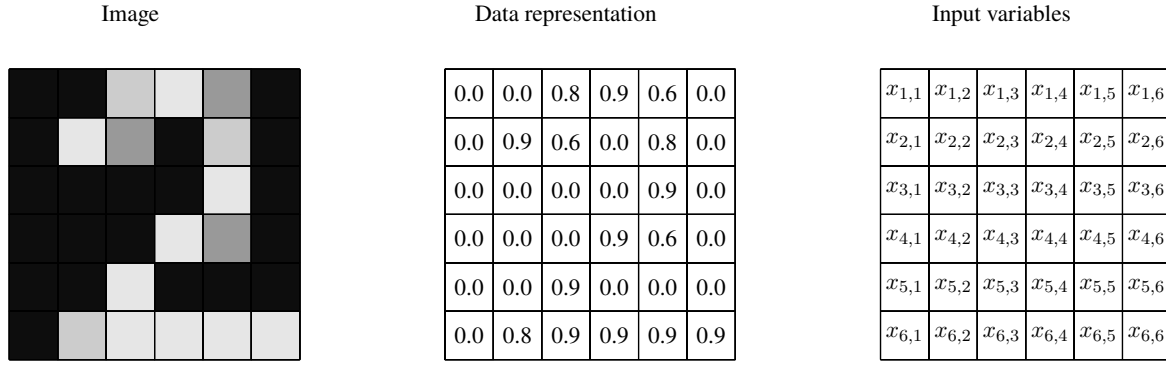 Image Data representation Input variables
0.0 0.0 0.8 0.9 0.6 0.0 x1,1 x1,2 x1,3 x1,4 x1,5 x1,6
0.0 0.9 0.6 0.0 0.8 0.0 x2,1 x2,2 x2,3 x2,4 x2,5 x2,6
0.0 0.0 0.0 0.0 0.9 0.0 x3,1 x3,2 x3,3 x3,4 x3,5 x3,6
0.0 0.0 0.0 0.9 0.6 0.0 x4,1 x4,2 x4,3 x4,4 x4,5 x4,6
0.0 0.0 0.9 0.0 0.0 0.0 x5,1 x5,2 x5,3 x5,4 x5,5 x5,6
0.0 0.8 0.9 0.9 0.9 0.9 x6,1 x6,2 x6,3 x6,4 x6,5 x6,6